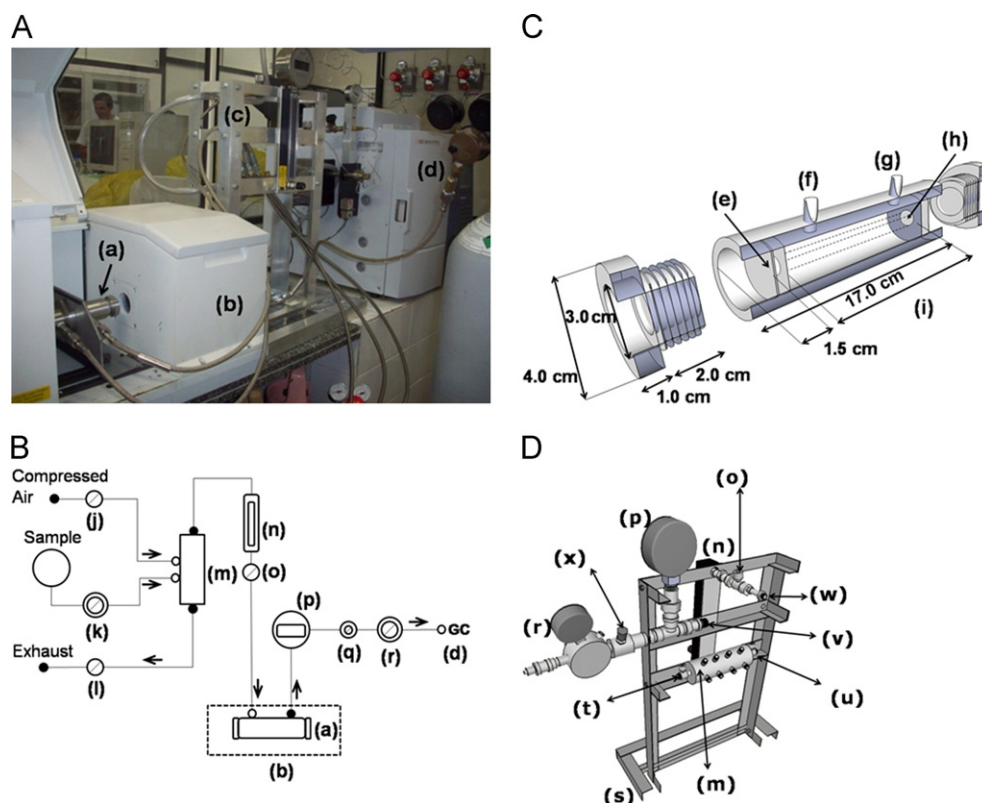 A
(a)
(b)
(c)
(d)
B
Compressed
Air
(j)
Sample
(k)
Exhaust
(l)
(m)
(n)
(o)
(p)
(q)
(r)
GC
(d)
(a)
(b)
C
(e)
(f)
(g)
(h)
(i)
3.0 cm
4.0 cm
1.0 cm
2.0 cm
17.0 cm
1.5 cm
D
(o)
(p)
(n)
(x)
(w)
(r)
(v)
(t)
(u)
(m)
(s)